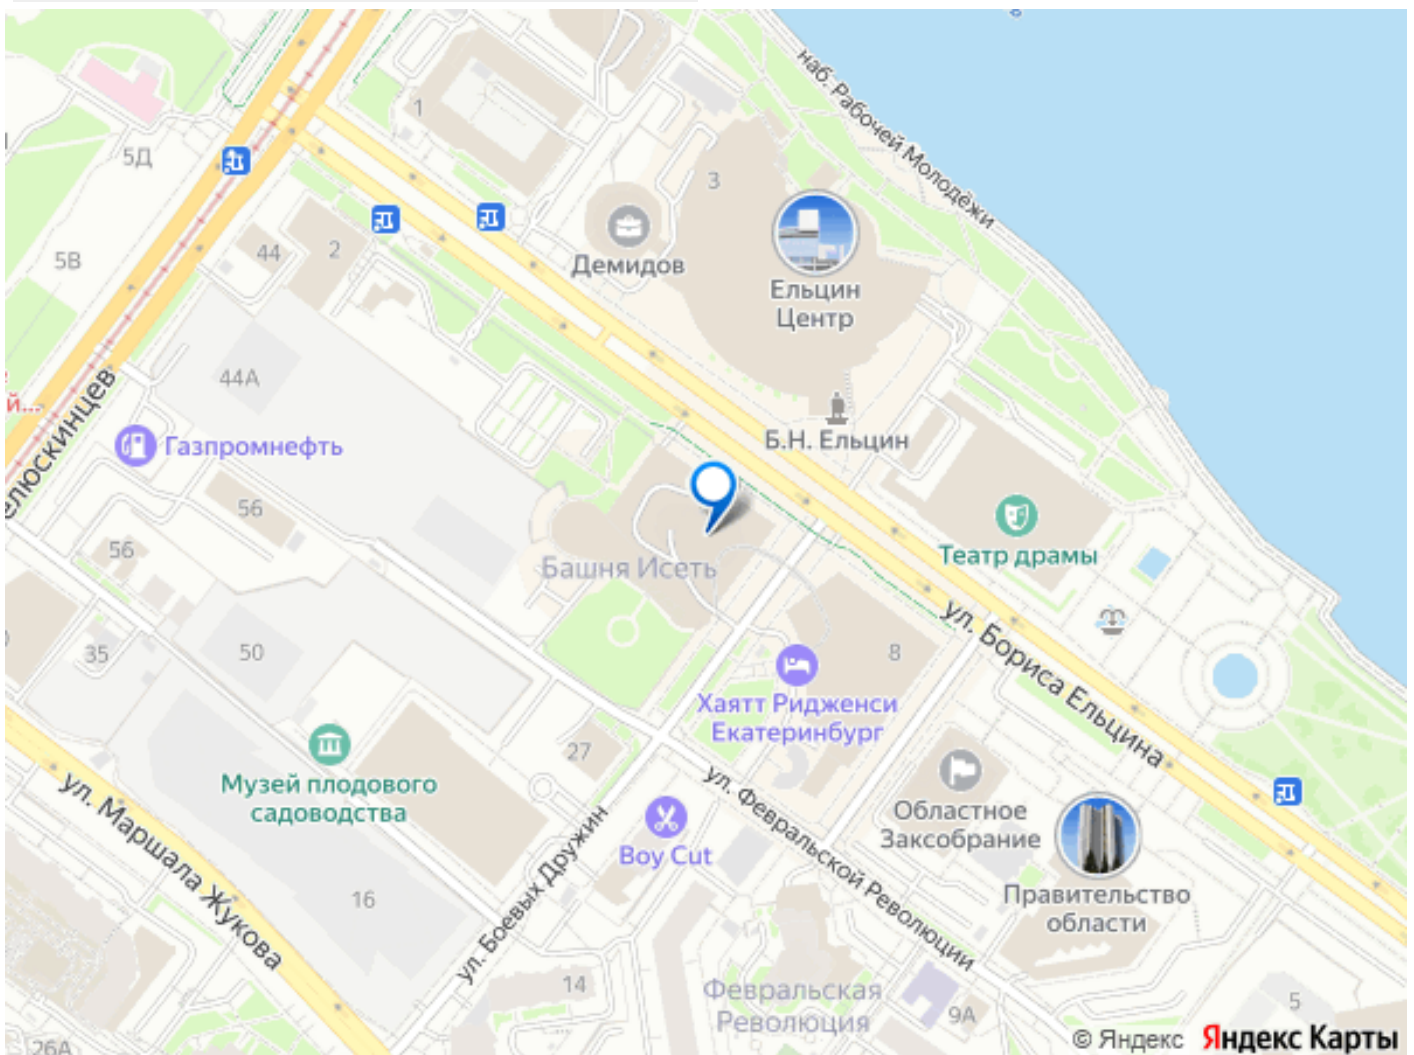 наб. Рабочей Молодёжи
1
5Д
3
44
2
5В
Демидов
Ельцин
Центр
44А
й...
Газпромнефть
Б.Н. Ельцин
елюскинцев
56
56
Башня Исеть
Театр драмы
35
50
8
ул. Бориса Ельцина
Хаятт Ридженси
Екатеринбург
27
Музей плодового
садоводства
ул. Маршала Жукова
ул. Февральской Революции
Областное
Заксобрание
Boy Cut
ул. Боевых Дружин
16
Правительство
области
14
Февральская
Революция
9А
5
26А
© Яндекс Яндекс Карты